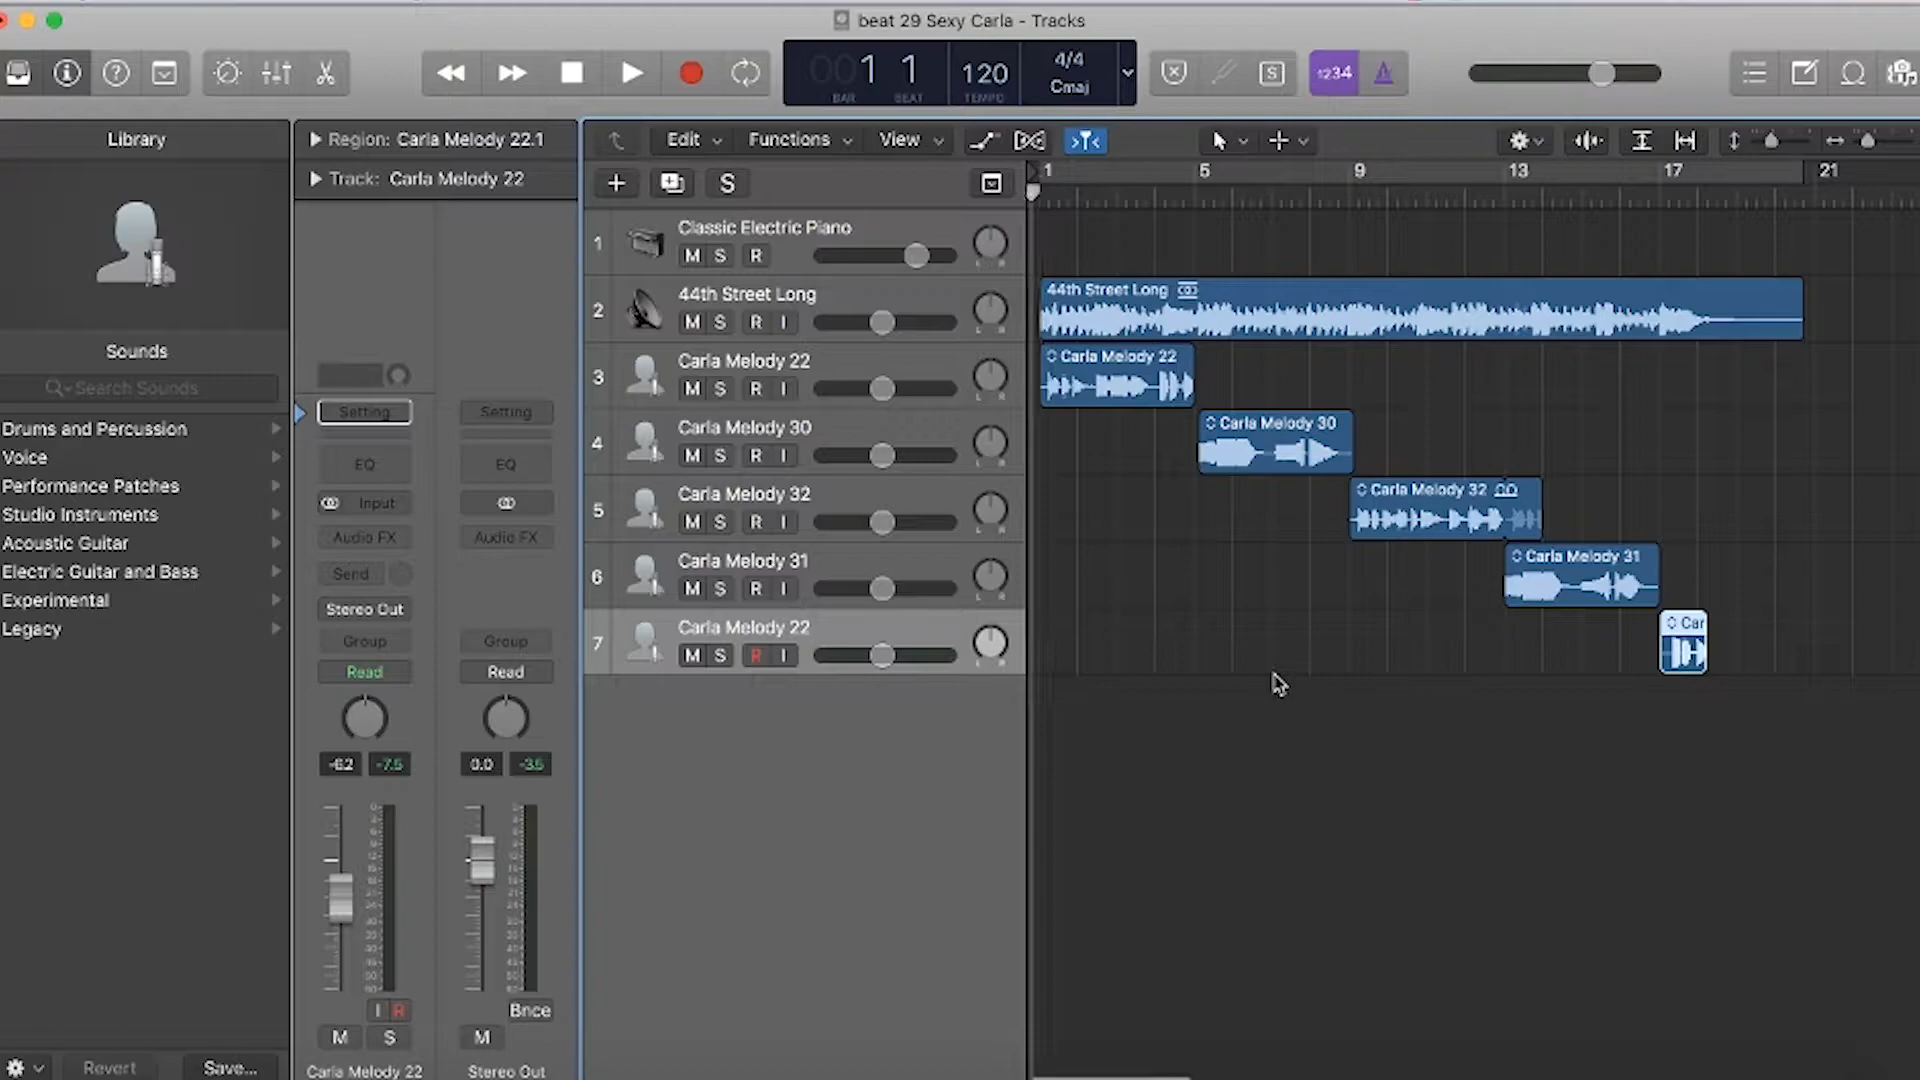 beat 29 Sexy Carla - Tracks
001 1
BAR BEAT
120
TEMPO
4/4
Cmaj
S
1234
Library
Region: Carla Melody 22.1
Track: Carla Melody 22
Edit Functions View
S
1 5 9 13 17 21
Sounds
Search Sounds
Drums and Percussion
Voice
Performance Patches
Studio Instruments
Acoustic Guitar
Electric Guitar and Bass
Experimental
Legacy
Revert
Save...
Setting
EQ
Input
Audio FX
Send
Stereo Out
Group
Read
-6.2 -7.5
I R
M S
Carla Melody 22
Setting
EQ
Audio FX
Group
Read
0.0 -3.5
Bnce
M
Stereo Out
1 Classic Electric Piano
M S R
2 44th Street Long
M S R I
3 Carla Melody 22
M S R I
4 Carla Melody 30
M S R I
5 Carla Melody 32
M S R I
6 Carla Melody 31
M S R I
7 Carla Melody 22
M S R I
44th Street Long
Carla Melody 22
Carla Melody 30
Carla Melody 32
Carla Melody 31
Car